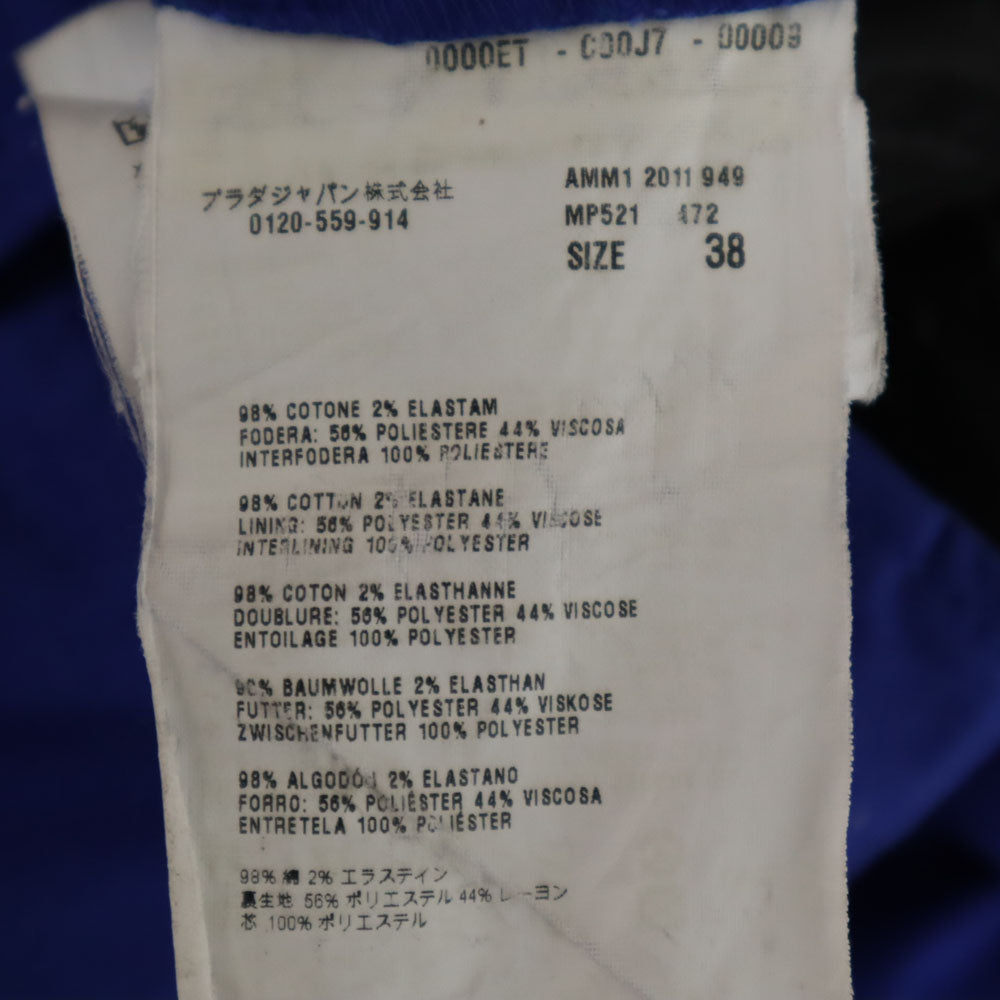 0000ET - C00J7 - 00009
プラダジャパン株式会社
0120-559-914
AMM1 2011 949
MP521 472
SIZE 38
98% COTONE 2% ELASTAM
FODERA: 56% POLIESTERE 44% VISCOSA
INTERFODERA 100% POLIESTERE
98% COTTON 2% ELASTANE
LINING: 56% POLYESTER 44% VISCOSE
INTERLINING 100% POLYESTER
98% COTON 2% ELASTHANNE
DOUBLURE: 56% POLYESTER 44% VISCOSE
ENTOILAGE 100% POLYESTER
98% BAUMWOLLE 2% ELASTHAN
FUTTER: 56% POLYESTER 44% VISKOSE
ZWISCHENFUTTER 100% POLYESTER
98% ALGODÓN 2% ELASTANO
FORRO: 56% POLIÉSTER 44% VISCOSA
ENTRETELA 100% POLIÉSTER
98% 綿 2% エラスティン
裏生地 56% ポリエステル 44% レーヨン
芯 100% ポリエステル